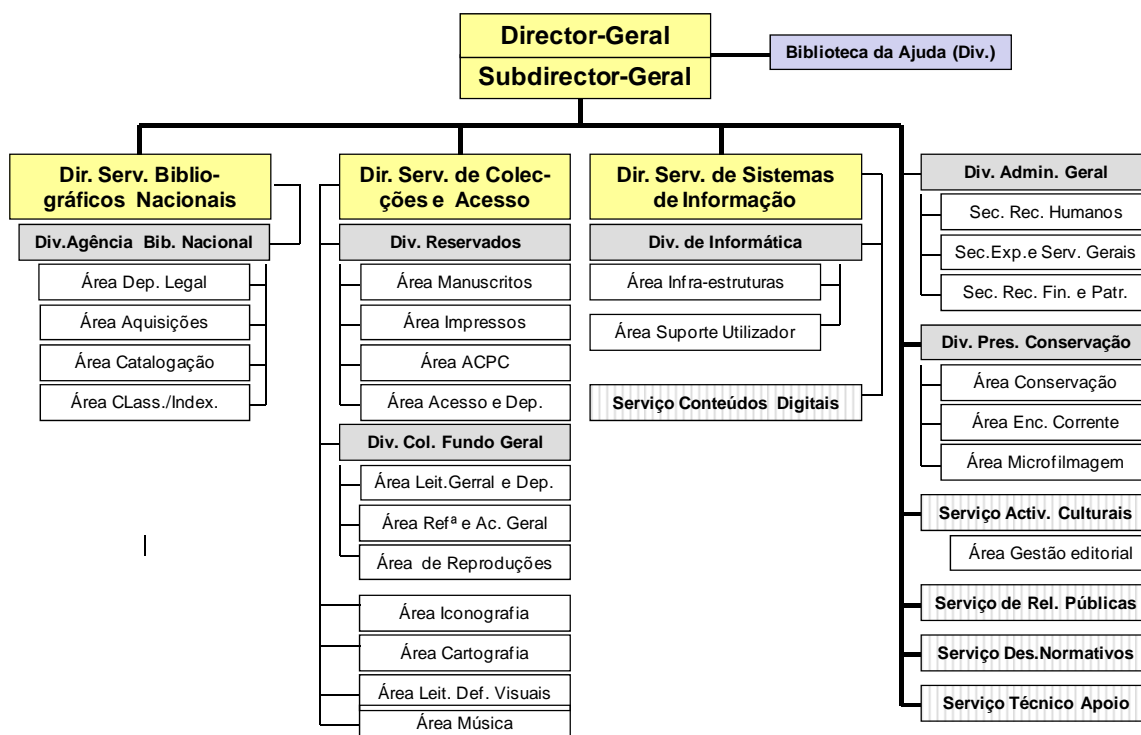 Director-Geral
Subdirector-Geral
Biblioteca da Ajuda (Div.)
Dir. Serv. Biblio-
gráficos Nacionais
Div.Agência Bib. Nacional
Área Dep. Legal
Área Aquisições
Área Catalogação
Área CLass./Index.
Dir. Serv. de Colec-
ções e Acesso
Div. Reservados
Área Manuscritos
Área Impressos
Área ACPC
Área Acesso e Dep.
Div. Col. Fundo Geral
Área Leit.Gerral e Dep.
Área Refª e Ac. Geral
Área de Reproduções
Área Iconografia
Área Cartografia
Área Leit. Def. Visuais
Área Música
Dir. Serv. de Sistemas
de Informação
Div. de Informática
Área Infra-estruturas
Área Suporte Utilizador
Serviço Conteúdos Digitais
Div. Admin. Geral
Sec. Rec. Humanos
Sec.Exp.e Serv. Gerais
Sec. Rec. Fin. e Patr.
Div. Pres. Conservação
Área Conservação
Área Enc. Corrente
Área Microfilmagem
Serviço Activ. Culturais
Área Gestão editorial
Serviço de Rel. Públicas
Serviço Des.Normativos
Serviço Técnico Apoio